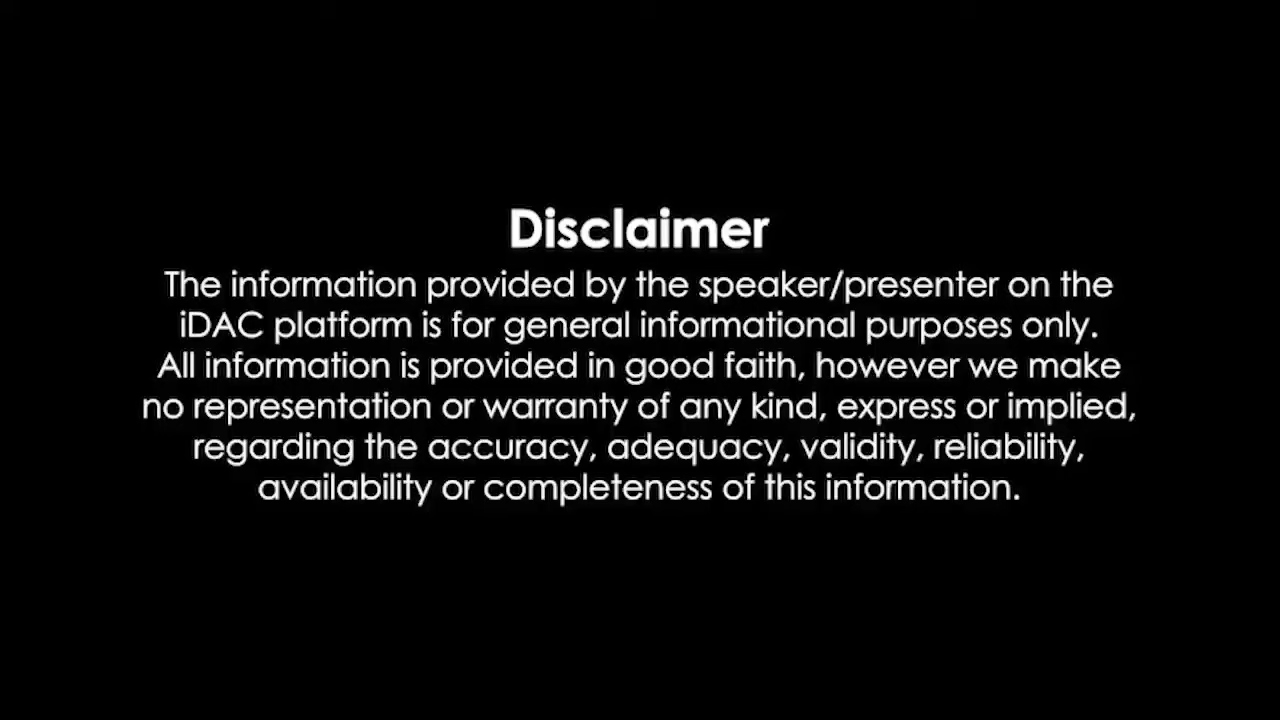 Disclaimer
The information provided by the speaker/presenter on the
iDAC platform is for general informational purposes only.
All information is provided in good faith, however we make
no representation or warranty of any kind, express or implied,
regarding the accuracy, adequacy, validity, reliability,
availability or completeness of this information.